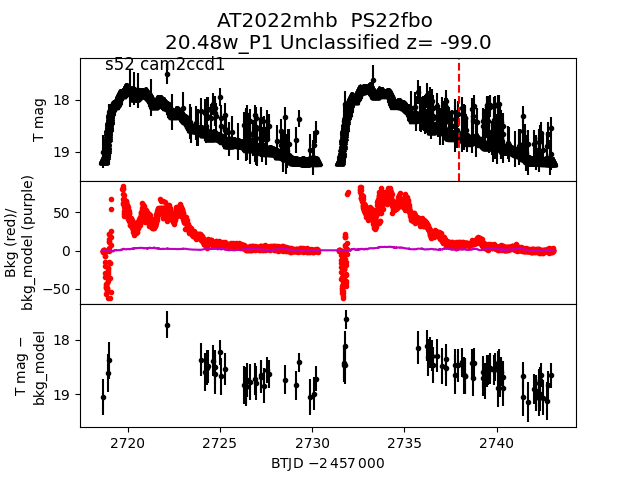 AT2022mhb  PS22fbo
20.48w_P1 Unclassified z= -99.0
s52 cam2ccd1
T mag
18
19
Bkg (red)/
bkg_model (purple)
50
0
−50
T mag −
bkg_model
18
19
2720 2725 2730 2735 2740
BTJD −2 457 000